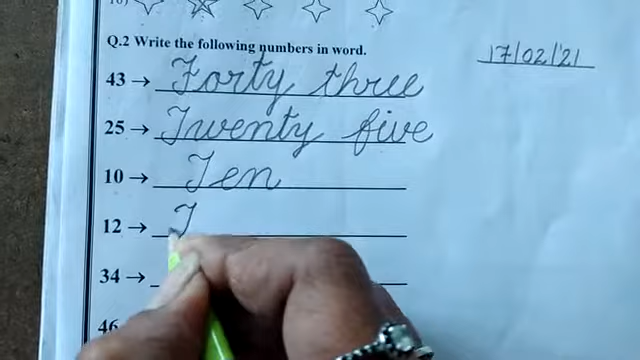 Q.2 Write the following numbers in word.
17/02/21
43 → Forty three
25 → Twenty five
10 → Ten
12 → T
34 →
46